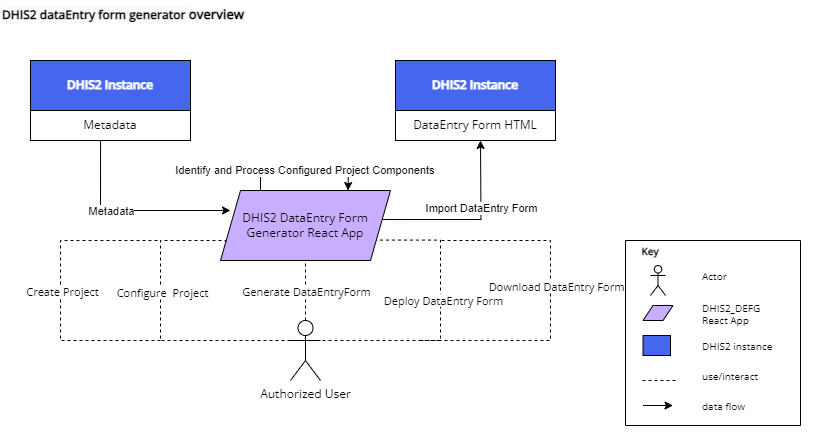 DHIS2 dataEntry form generator overview
DHIS2 Instance
Metadata
DHIS2 Instance
DataEntry Form HTML
Identify and Process Configured Project Components
Metadata
DHIS2 DataEntry Form
Generator React App
Import DataEntry Form
Create Project
Configure Project
Generate DataEntryForm
Deploy DataEntry Form
Download DataEntry Form
Authorized User
Key
Actor
DHIS2_DEFG
React App
DHIS2 instance
use/interact
data flow